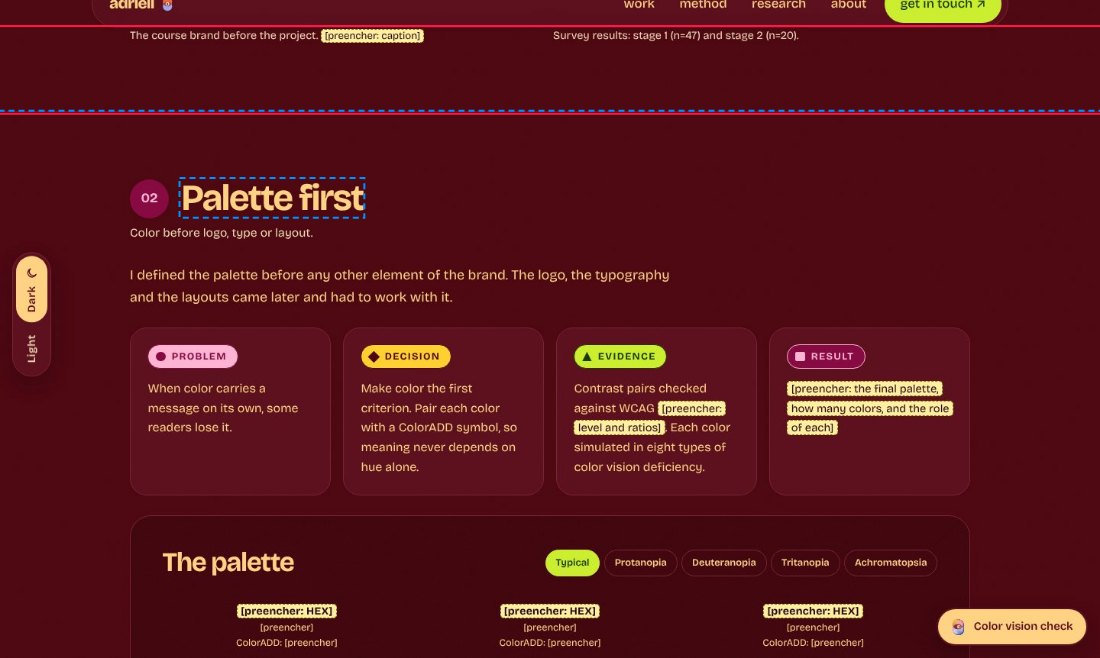 adriell
work method research about get in touch ↗
The course brand before the project. [preencher: caption]
Survey results: stage 1 (n=47) and stage 2 (n=20).
02
Palette first
Color before logo, type or layout.
I defined the palette before any other element of the brand. The logo, the typography
and the layouts came later and had to work with it.
Dark
Light
PROBLEM
When color carries a
message on its own, some
readers lose it.
DECISION
Make color the first
criterion. Pair each color
with a ColorADD symbol, so
meaning never depends on
hue alone.
EVIDENCE
Contrast pairs checked
against WCAG [preencher:
level and ratios]. Each color
simulated in eight types of
color vision deficiency.
RESULT
[preencher: the final palette,
how many colors, and the role
of each]
The palette
Typical Protanopia Deuteranopia Tritanopia Achromatopsia
[preencher: HEX]
[preencher]
ColorADD: [preencher]
[preencher: HEX]
[preencher]
ColorADD: [preencher]
[preencher: HEX]
[preencher]
ColorADD: [preencher]
Color vision check